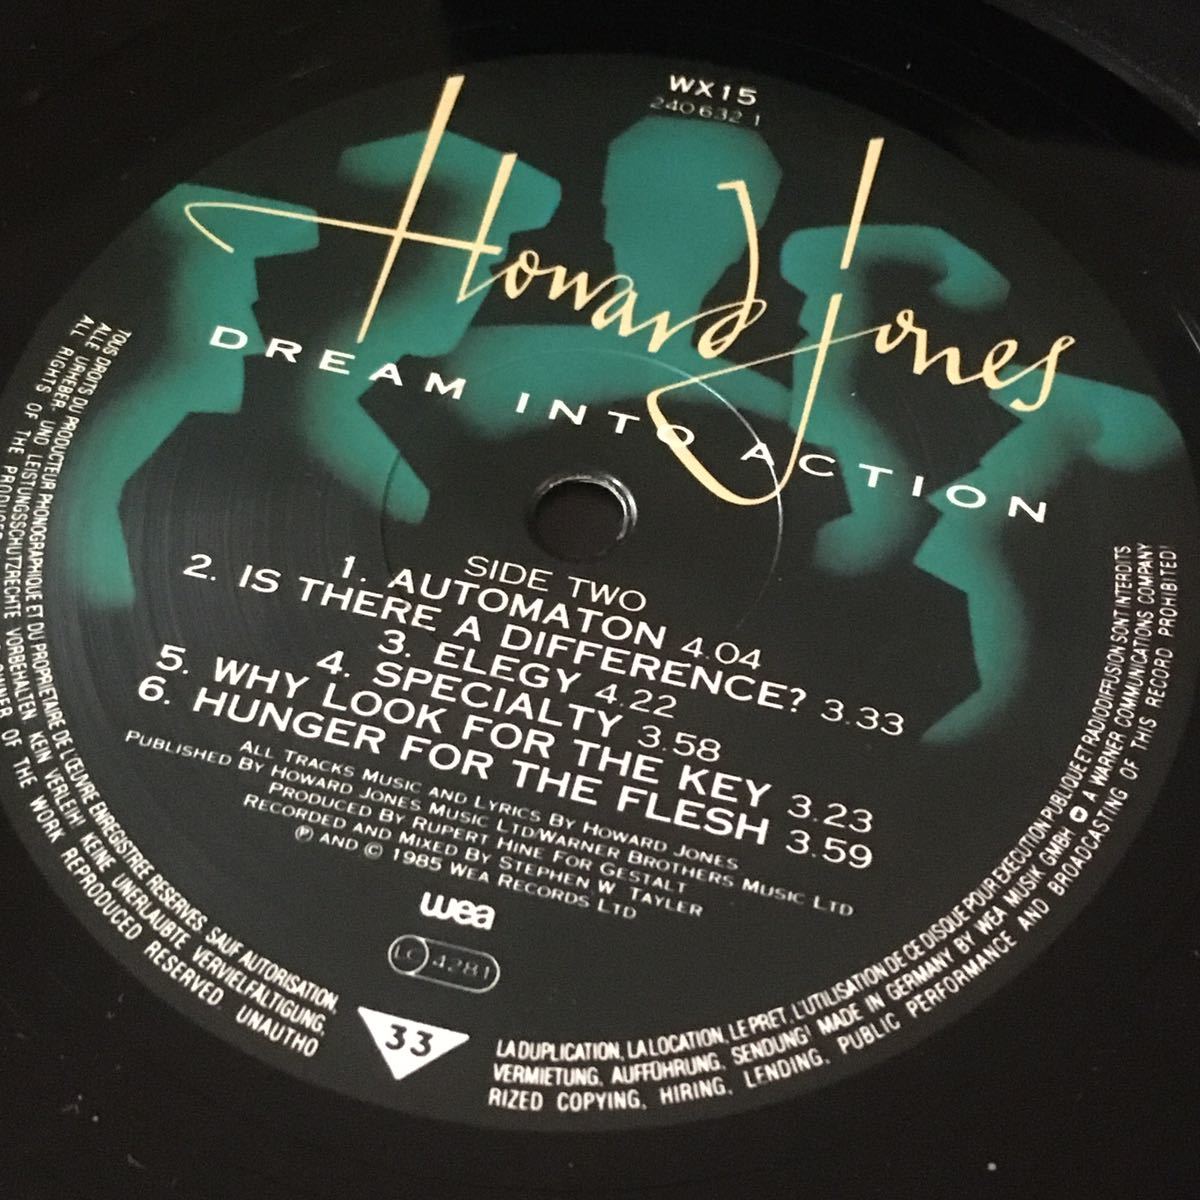 WX15
240 632 1
Howard Jones
DREAM INTO ACTION
SIDE TWO
1. AUTOMATON 4.04
2. IS THERE A DIFFERENCE? 3.33
3. ELEGY 4.22
4. SPECIALTY 3.58
5. WHY LOOK FOR THE KEY 3.23
6. HUNGER FOR THE FLESH 3.59
ALL TRACKS MUSIC AND LYRICS BY HOWARD JONES
PUBLISHED BY HOWARD JONES MUSIC LTD/WARNER BROTHERS MUSIC LTD
PRODUCED BY RUPERT HINE FOR GESTALT
RECORDED AND MIXED BY STEPHEN W. TAYLER
Ⓟ AND © 1985 WEA RECORDS LTD
wea
LC 4281
33
TOUS DROITS DU PRODUCTEUR PHONOGRAPHIQUE ET DU PROPRIETAIRE DE L'ŒUVRE ENREGISTREE RESERVES. SAUF AUTORISATION, LA DUPLICATION, LA LOCATION, LE PRET, L'UTILISATION DE CE DISQUE POUR EXECUTION PUBLIQUE ET RADIODIFFUSION SONT INTERDITS
ALLE URHEBER- UND LEISTUNGSSCHUTZRECHTE VORBEHALTEN. KEIN VERLEIH! KEINE UNERLAUBTE VERVIELFÄLTIGUNG, VERMIETUNG, AUFFÜHRUNG, SENDUNG! MADE IN GERMANY BY WEA MUSIK GMBH A WARNER COMMUNICATIONS COMPANY
ALL RIGHTS OF THE PRODUCER OWNER OF THE WORK REPRODUCED RESERVED. UNAUTHORIZED COPYING, HIRING, LENDING, PUBLIC PERFORMANCE AND BROADCASTING OF THIS RECORD PROHIBITED!